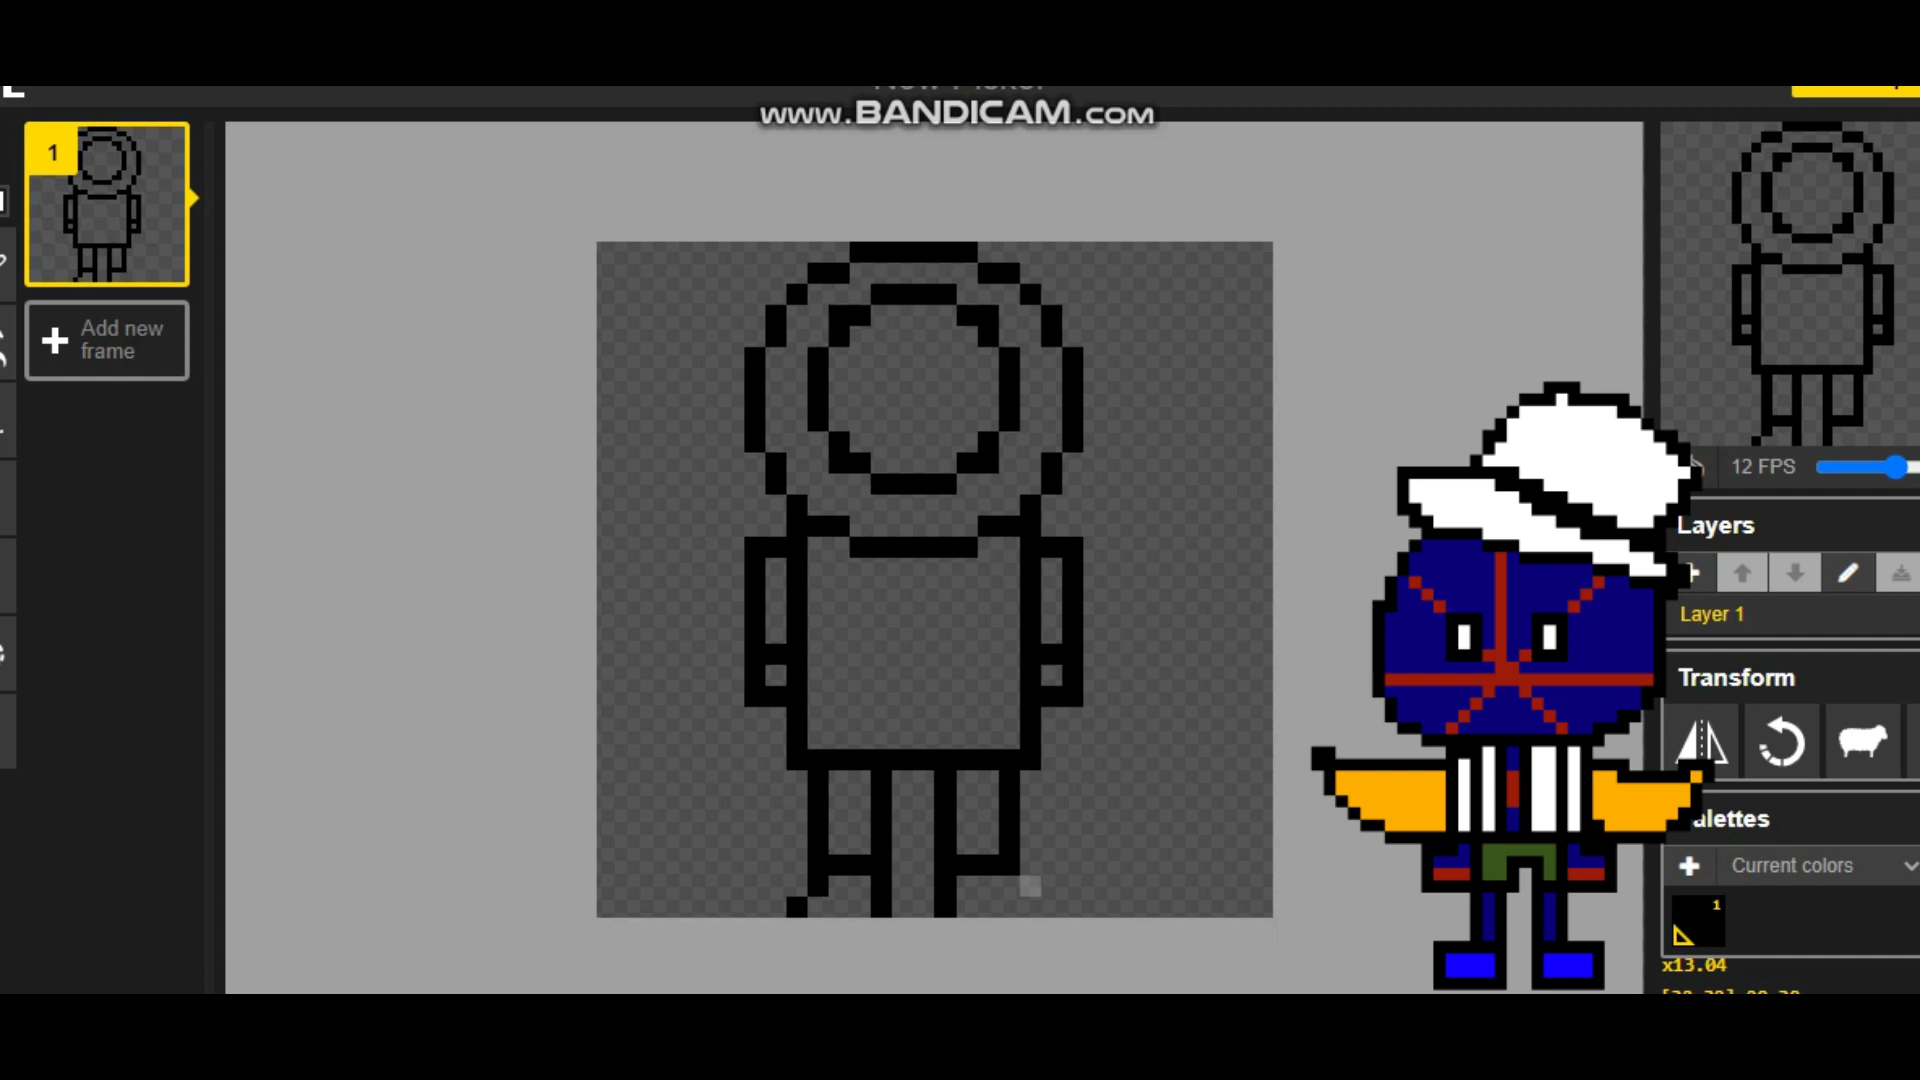 www.BANDICAM.com
1
Add new
frame
12 FPS
Layers
Layer 1
Transform
alettes
Current colors
1
x13.04